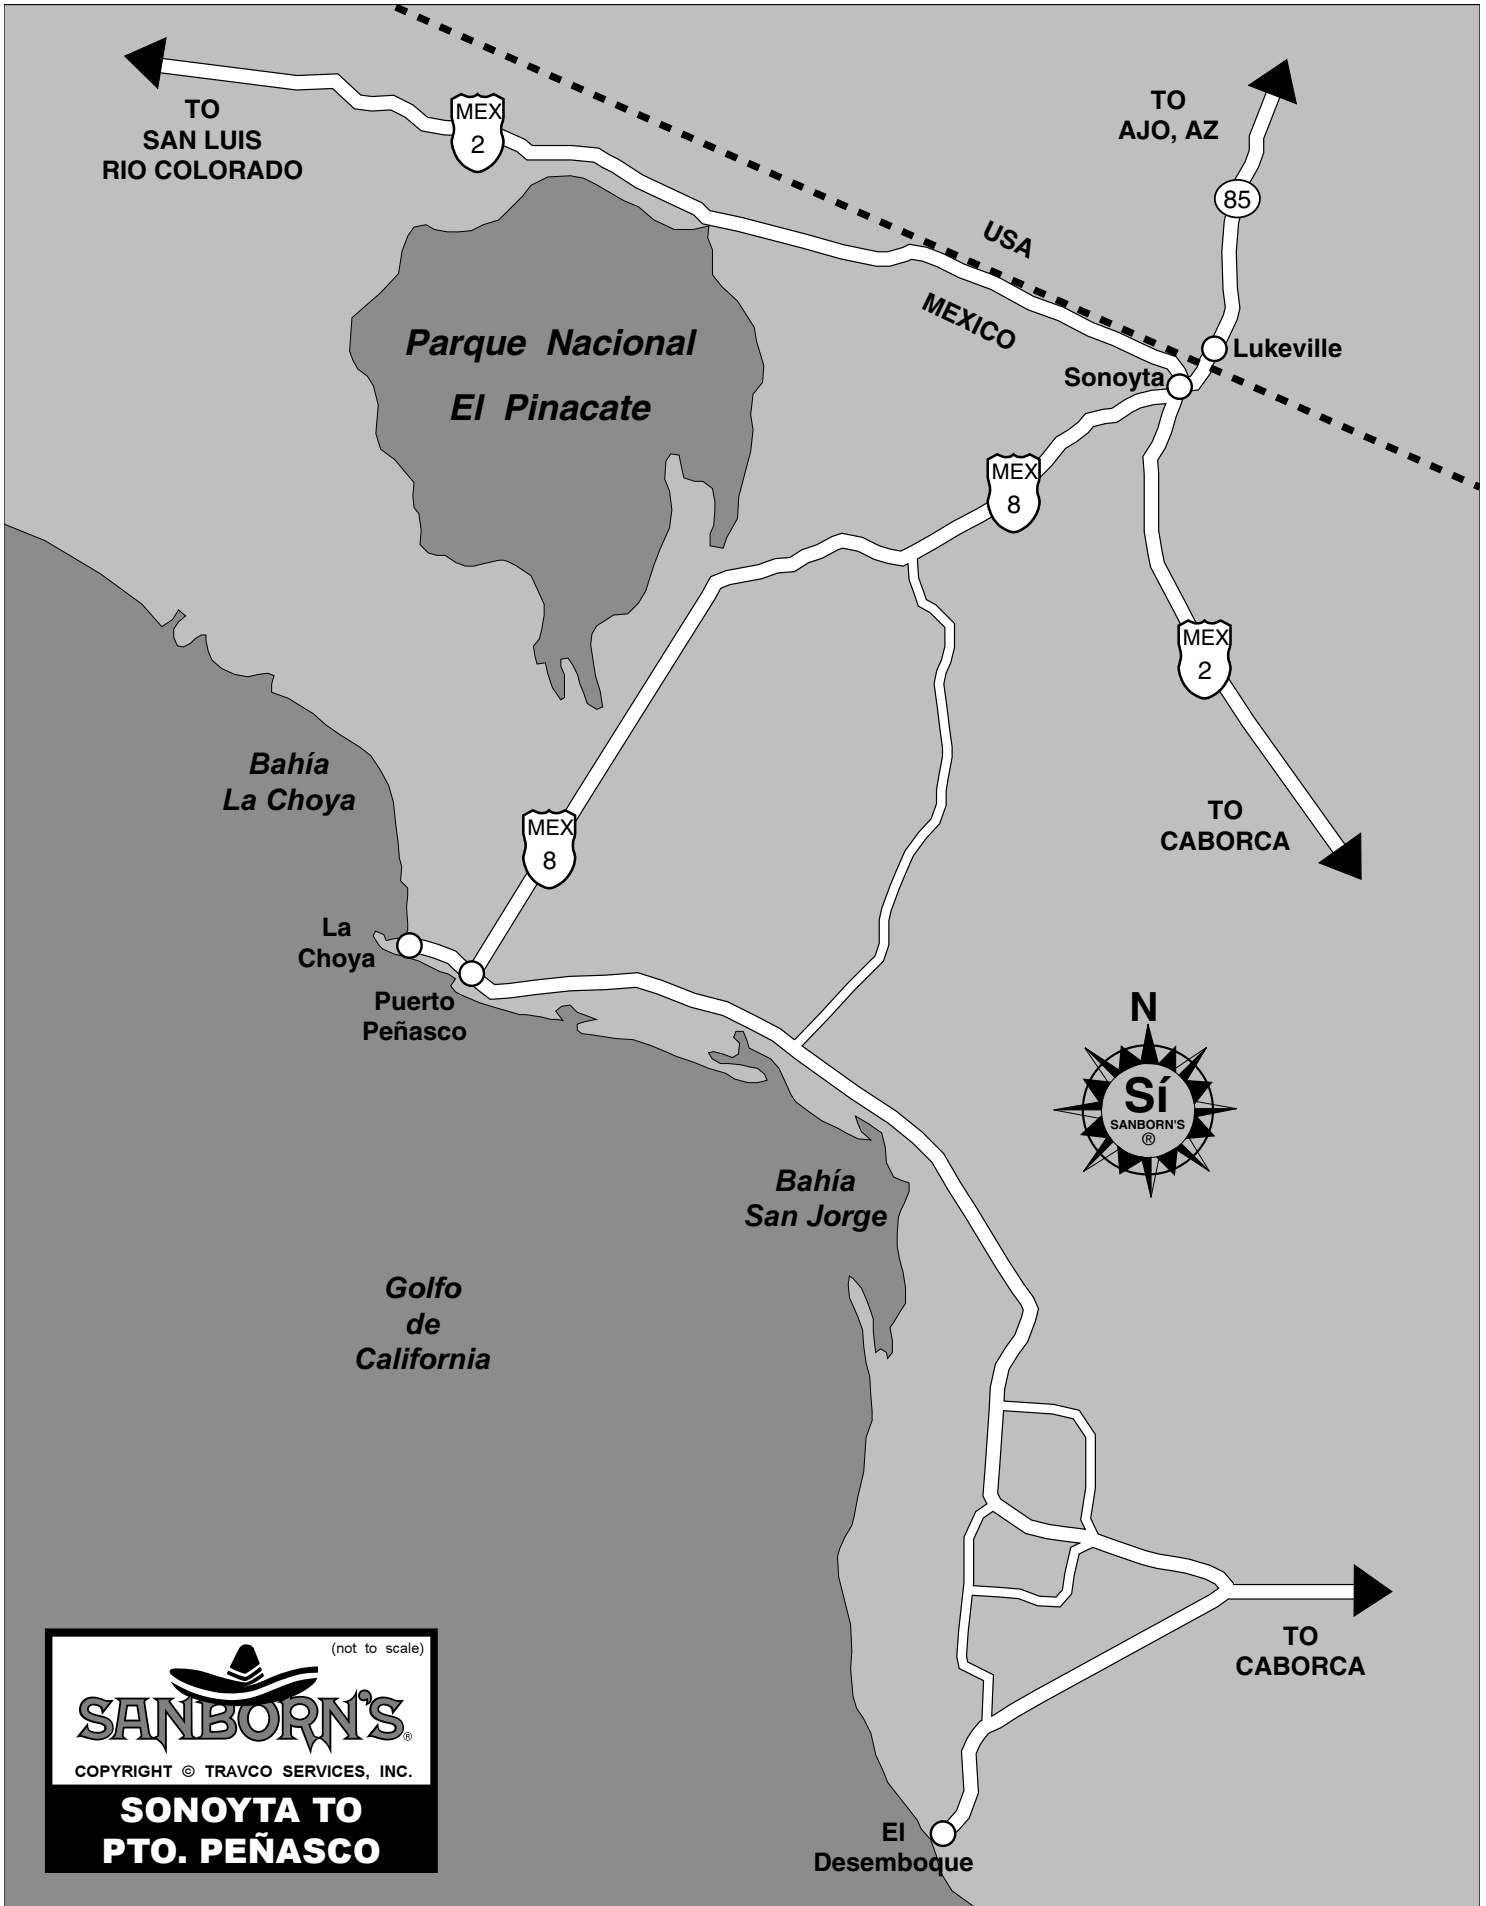 TO
SAN LUIS
RIO COLORADO
MEX
2
TO
AJO, AZ
85
USA
MEXICO
Lukeville
Sonoyta
Parque Nacional
El Pinacate
MEX
8
MEX
2
Bahía
La Choya
MEX
8
TO
CABORCA
La
Choya
Puerto
Peñasco
N
Sí
SANBORN'S
®
Bahía
San Jorge
Golfo
de
California
TO
CABORCA
(not to scale)
SANBORN'S®
COPYRIGHT © TRAVCO SERVICES, INC.
SONOYTA TO
PTO. PEÑASCO
El
Desemboque